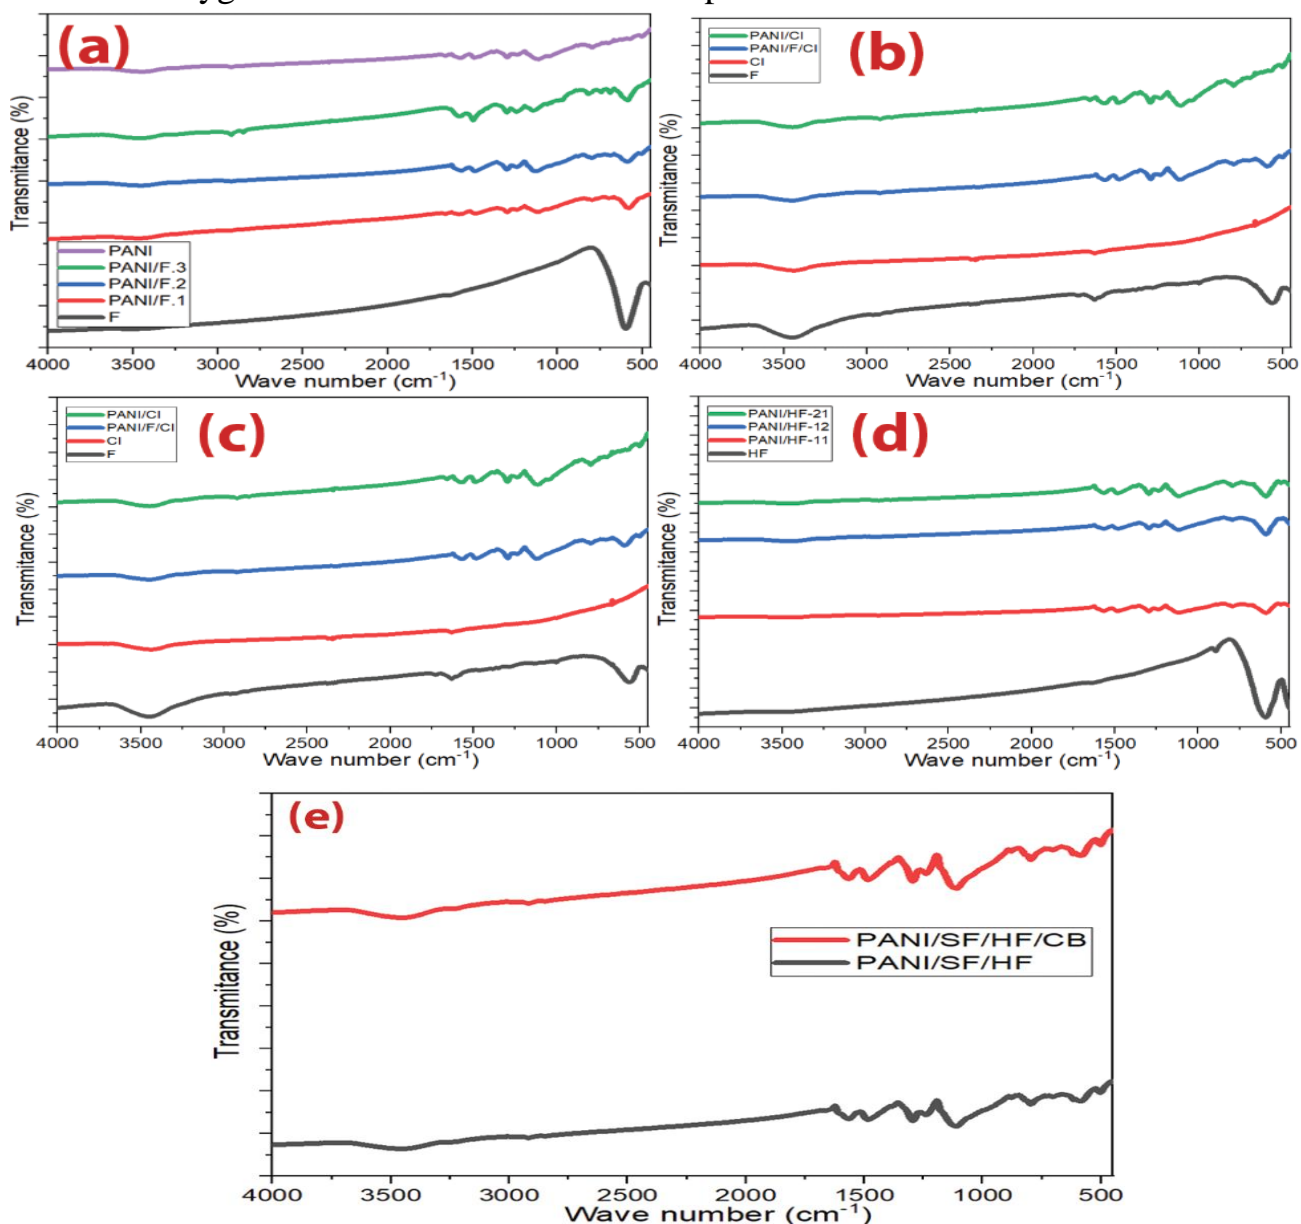 (a)
Transmitance (%)
PANI
PANI/F.3
PANI/F.2
PANI/F.1
F
4000 3500 3000 2500 2000 1500 1000 500
Wave number (cm⁻¹)
(b)
Transmitance (%)
PANI/CI
PANI/F/CI
CI
F
4000 3500 3000 2500 2000 1500 1000 500
Wave number (cm⁻¹)
(c)
Transmitance (%)
PANI/CI
PANI/F/CI
CI
F
4000 3500 3000 2500 2000 1500 1000 500
Wave number (cm⁻¹)
(d)
Transmitance (%)
PANI/HF-21
PANI/HF-12
PANI/HF-11
HF
4000 3500 3000 2500 2000 1500 1000 500
Wave number (cm⁻¹)
(e)
Transmitance (%)
PANI/SF/HF/CB
PANI/SF/HF
4000 3500 3000 2500 2000 1500 1000 500
Wave number (cm⁻¹)